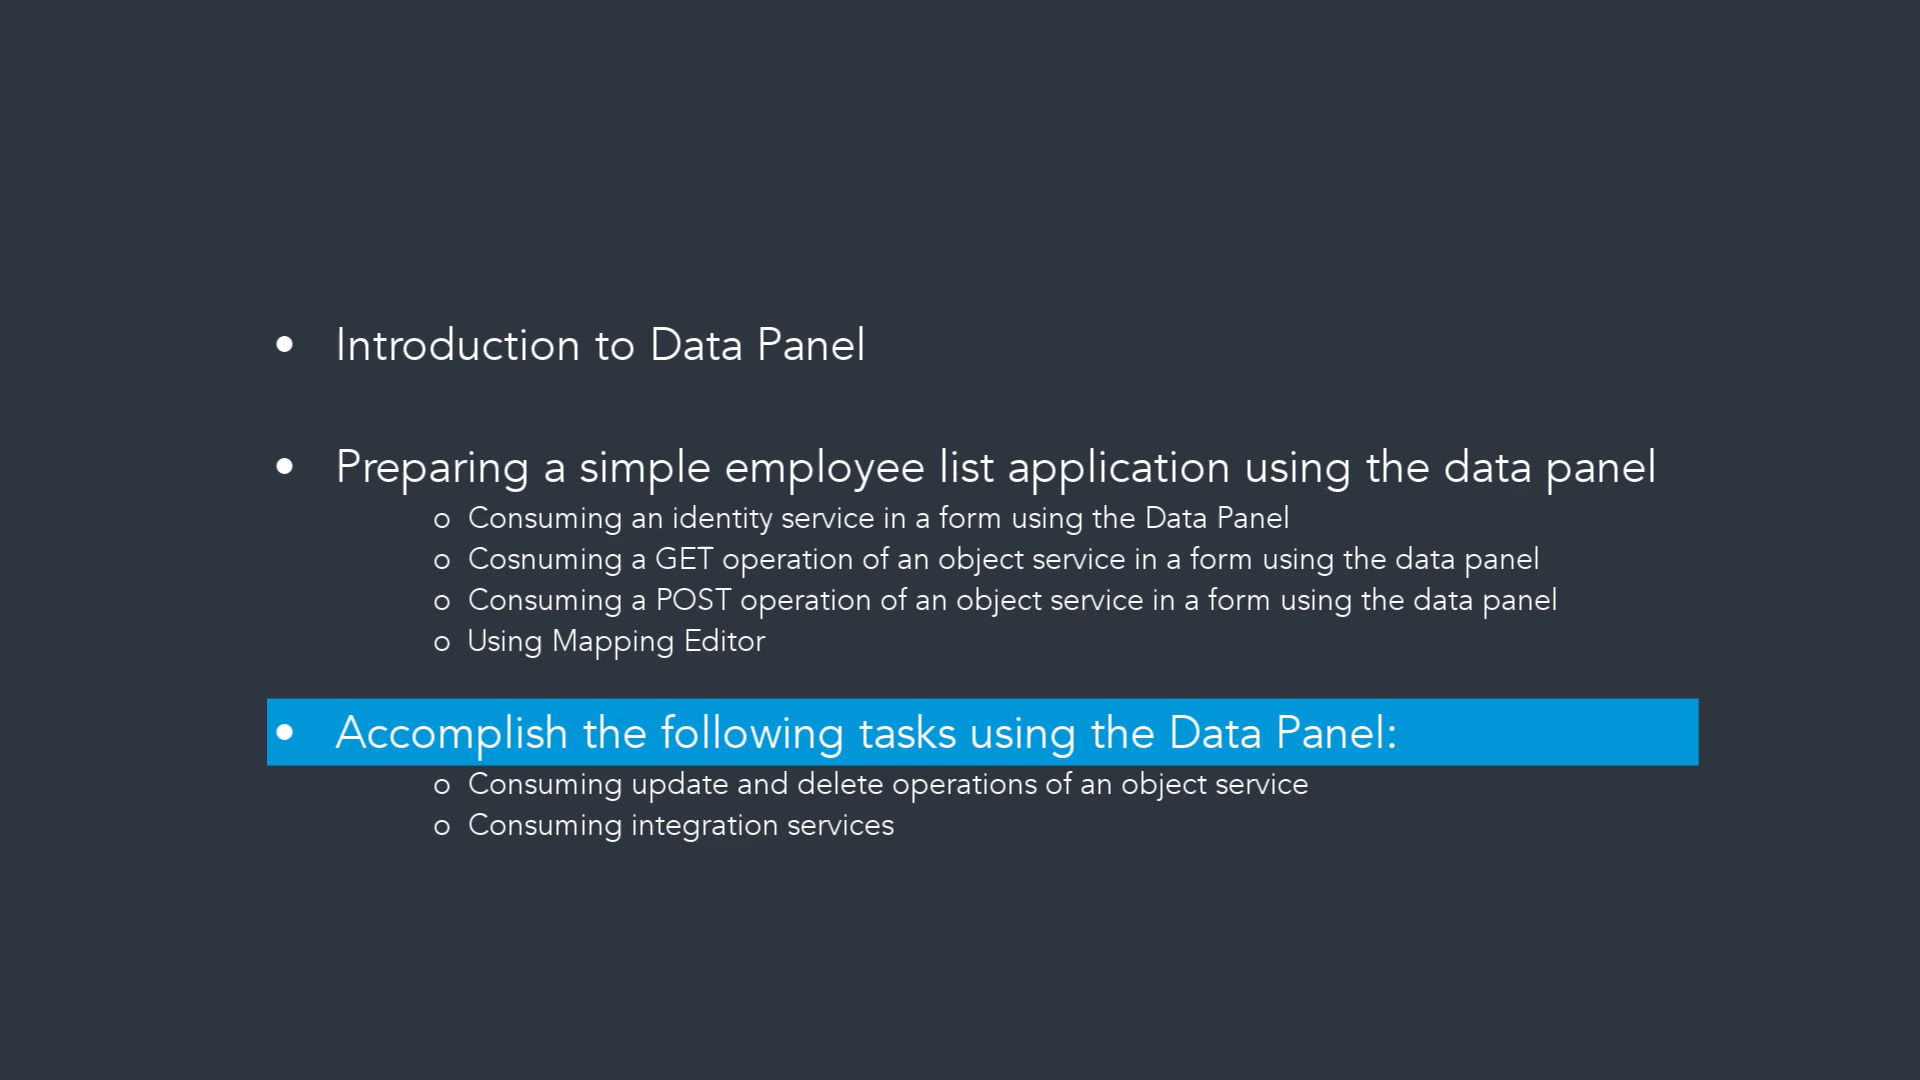 • Introduction to Data Panel
• Preparing a simple employee list application using the data panel
o Consuming an identity service in a form using the Data Panel
o Cosnuming a GET operation of an object service in a form using the data panel
o Consuming a POST operation of an object service in a form using the data panel
o Using Mapping Editor
• Accomplish the following tasks using the Data Panel:
o Consuming update and delete operations of an object service
o Consuming integration services